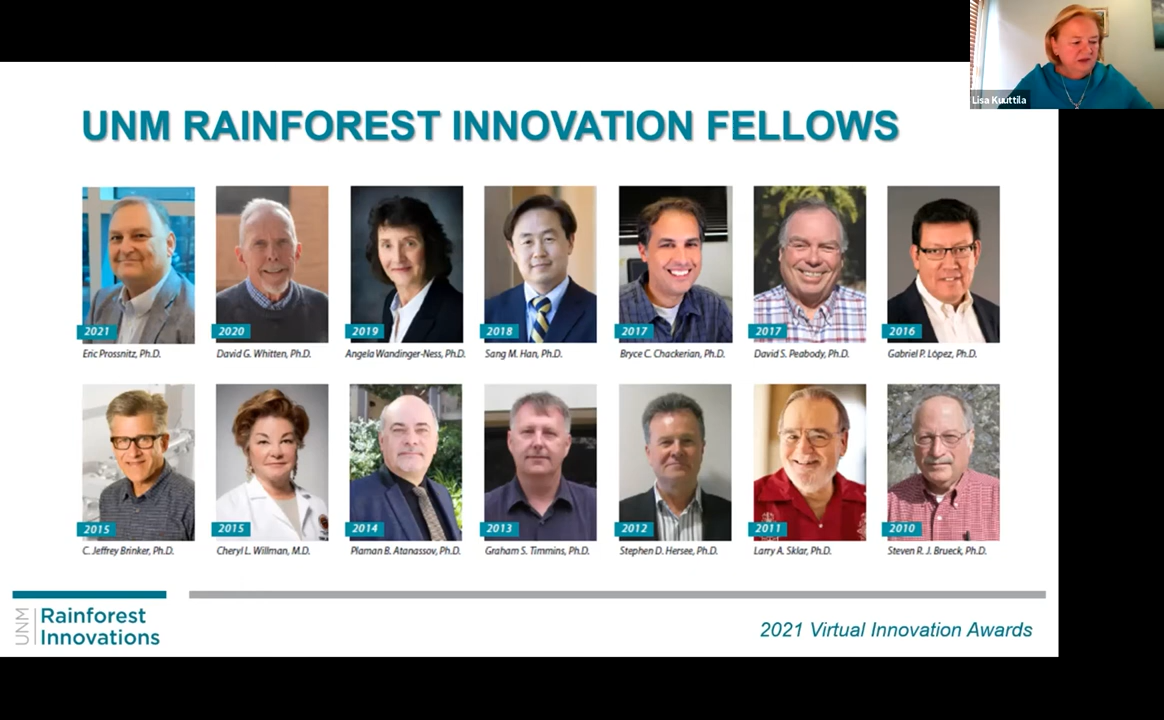 Lisa Kuuttila
UNM RAINFOREST INNOVATION FELLOWS
2021
2020
2019
2018
2017
2017
2016
Eric Prossnitz, Ph.D.
David G. Whitten, Ph.D.
Angela Wandinger-Ness, Ph.D.
Sang M. Han, Ph.D.
Bryce C. Chackerian, Ph.D.
David S. Peabody, Ph.D.
Gabriel P. López, Ph.D.
2015
2015
2014
2013
2012
2011
2010
C. Jeffrey Brinker, Ph.D.
Cheryl L. Willman, M.D.
Plaman B. Atanassov, Ph.D.
Graham S. Timmins, Ph.D.
Stephen D. Hersee, Ph.D.
Larry A. Sklar, Ph.D.
Steven R. J. Brueck, Ph.D.
UNM
Rainforest
Innovations
2021 Virtual Innovation Awards